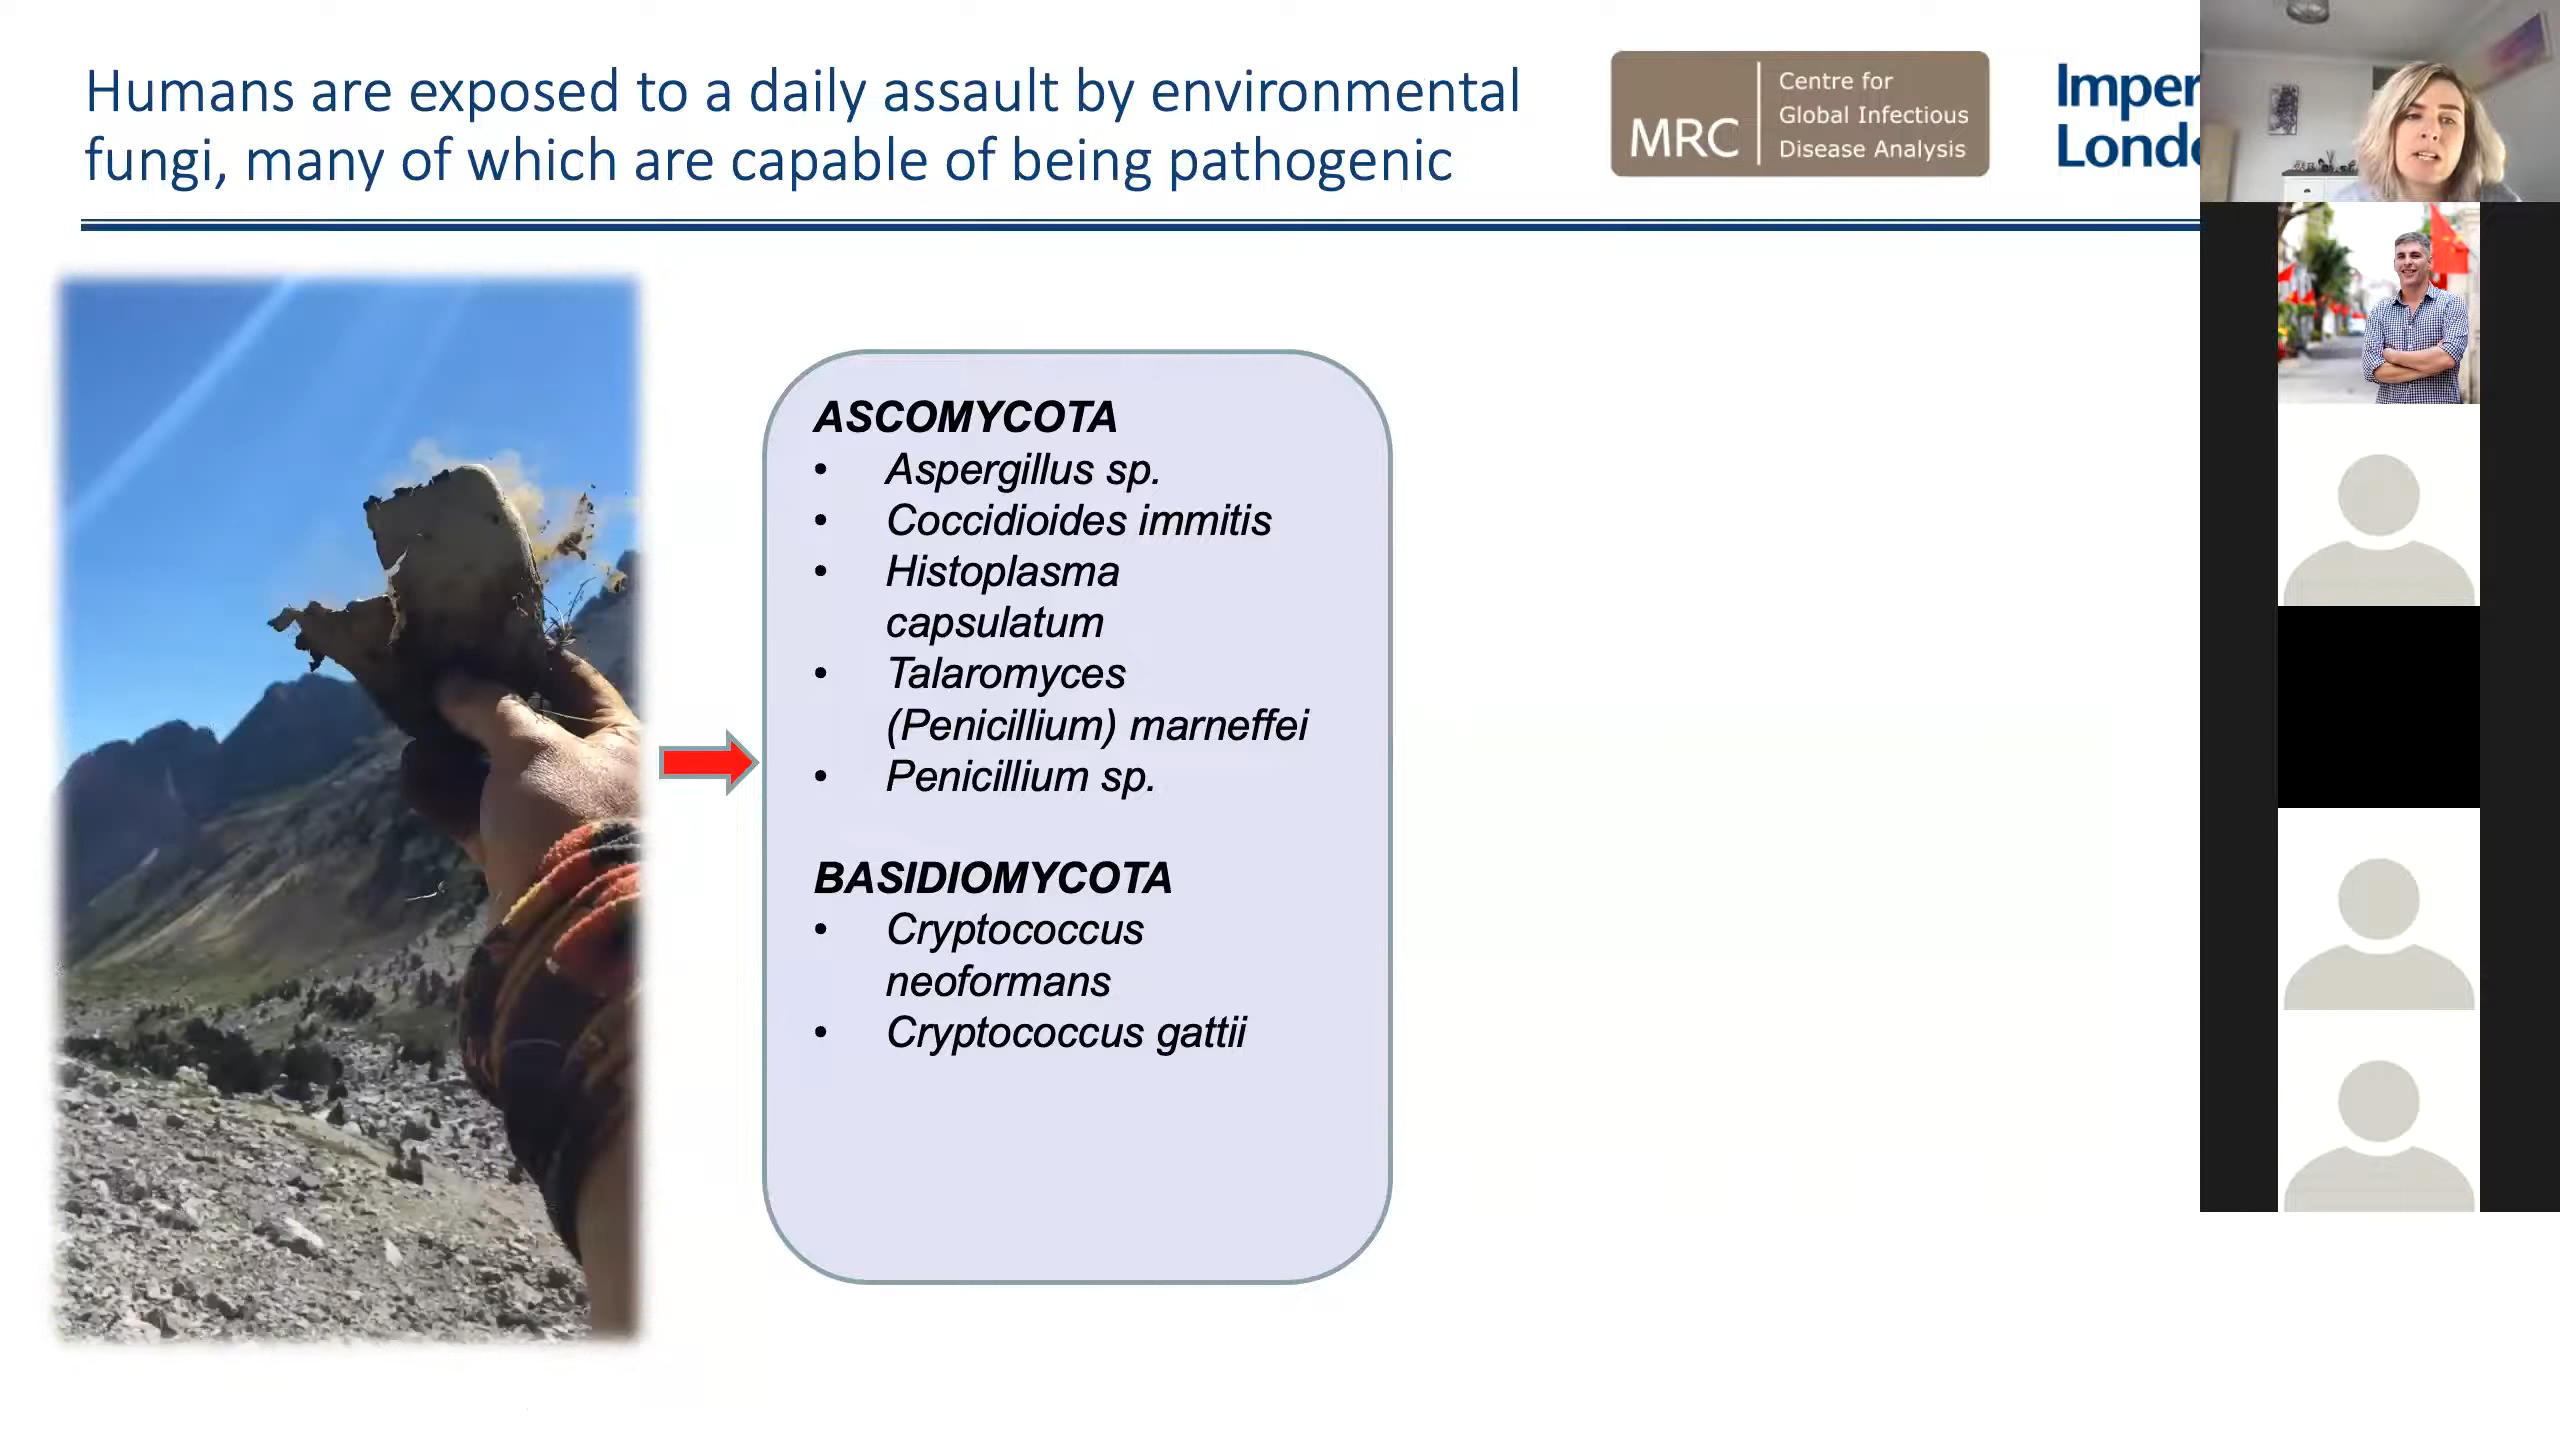 Humans are exposed to a daily assault by environmental
fungi, many of which are capable of being pathogenic
MRC
Centre for
Global Infectious
Disease Analysis
ASCOMYCOTA
• Aspergillus sp.
• Coccidioides immitis
• Histoplasma
capsulatum
• Talaromyces
(Penicillium) marneffei
• Penicillium sp.
BASIDIOMYCOTA
• Cryptococcus
neoformans
• Cryptococcus gattii